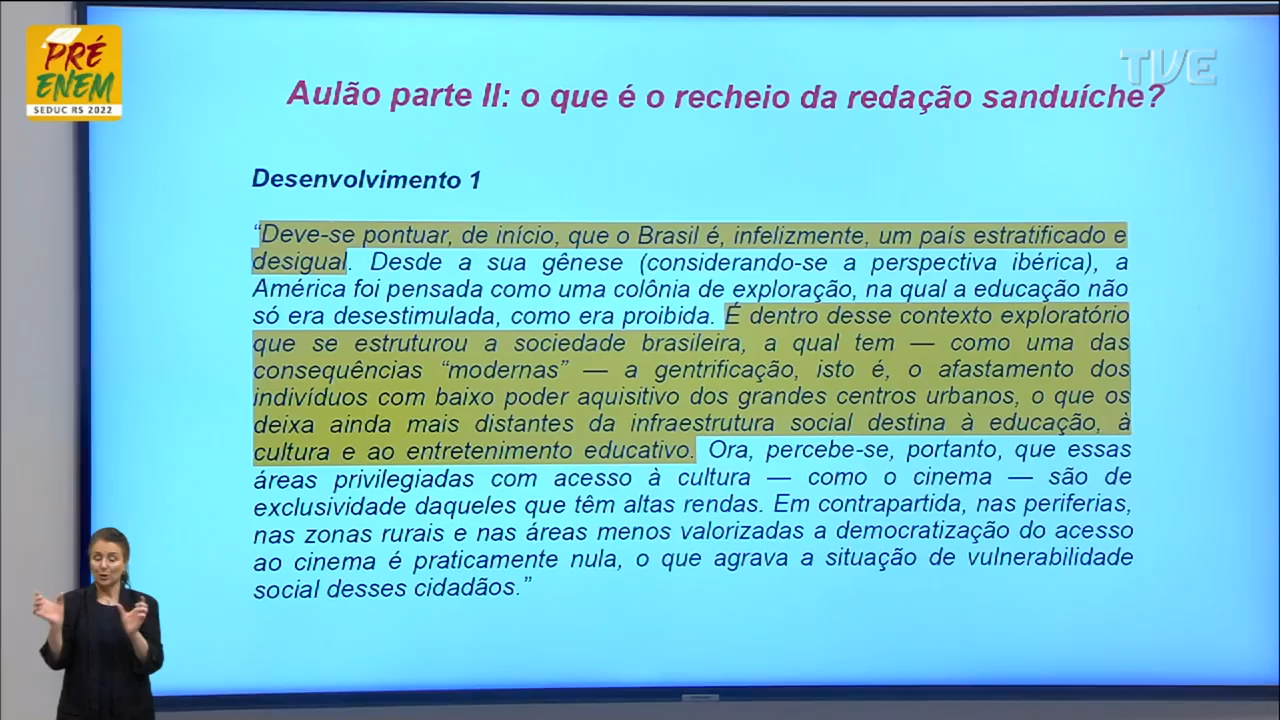 PRÉ
ENEM
SEDUC RS 2022
TVE
Aulão parte II: o que é o recheio da redação sanduíche?
Desenvolvimento 1
“Deve-se pontuar, de início, que o Brasil é, infelizmente, um país estratificado e
desigual. Desde a sua gênese (considerando-se a perspectiva ibérica), a
América foi pensada como uma colônia de exploração, na qual a educação não
só era desestimulada, como era proibida. É dentro desse contexto exploratório
que se estruturou a sociedade brasileira, a qual tem — como uma das
consequências “modernas” — a gentrificação, isto é, o afastamento dos
indivíduos com baixo poder aquisitivo dos grandes centros urbanos, o que os
deixa ainda mais distantes da infraestrutura social destina à educação, à
cultura e ao entretenimento educativo. Ora, percebe-se, portanto, que essas
áreas privilegiadas com acesso à cultura — como o cinema — são de
exclusividade daqueles que têm altas rendas. Em contrapartida, nas periferias,
nas zonas rurais e nas áreas menos valorizadas a democratização do acesso
ao cinema é praticamente nula, o que agrava a situação de vulnerabilidade
social desses cidadãos.”